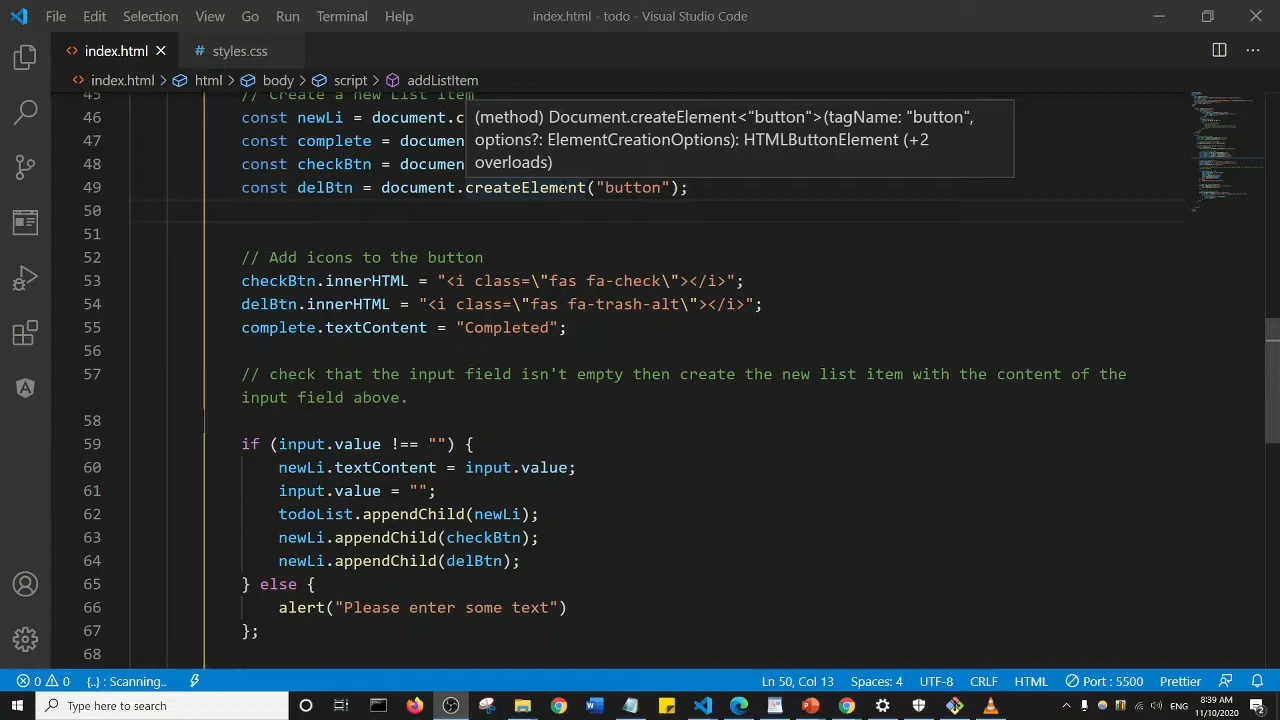 File Edit Selection View Go Run Terminal Help index.html - todo - Visual Studio Code
index.html styles.css
index.html > html > body > script > addListItem
45 // Create a new List item
46 const newLi = document.c
47 const complete = documen
48 const checkBtn = documen
49 const delBtn = document.createElement("button");
(method) Document.createElement<"button">(tagName: "button",
options?: ElementCreationOptions): HTMLButtonElement (+2
overloads)
50
51
52 // Add icons to the button
53 checkBtn.innerHTML = "<i class=\"fas fa-check\"></i>";
54 delBtn.innerHTML = "<i class=\"fas fa-trash-alt\"></i>";
55 complete.textContent = "Completed";
56
57 // check that the input field isn't empty then create the new list item with the content of the
input field above.
58
59 if (input.value !== "") {
60 newLi.textContent = input.value;
61 input.value = "";
62 todoList.appendChild(newLi);
63 newLi.appendChild(checkBtn);
64 newLi.appendChild(delBtn);
65 } else {
66 alert("Please enter some text")
67 };
68
0 0 {..} : Scanning.. Ln 50, Col 13 Spaces: 4 UTF-8 CRLF HTML Port : 5500 Prettier
Type here to search ENG 8:39 AM
11/10/2020 2